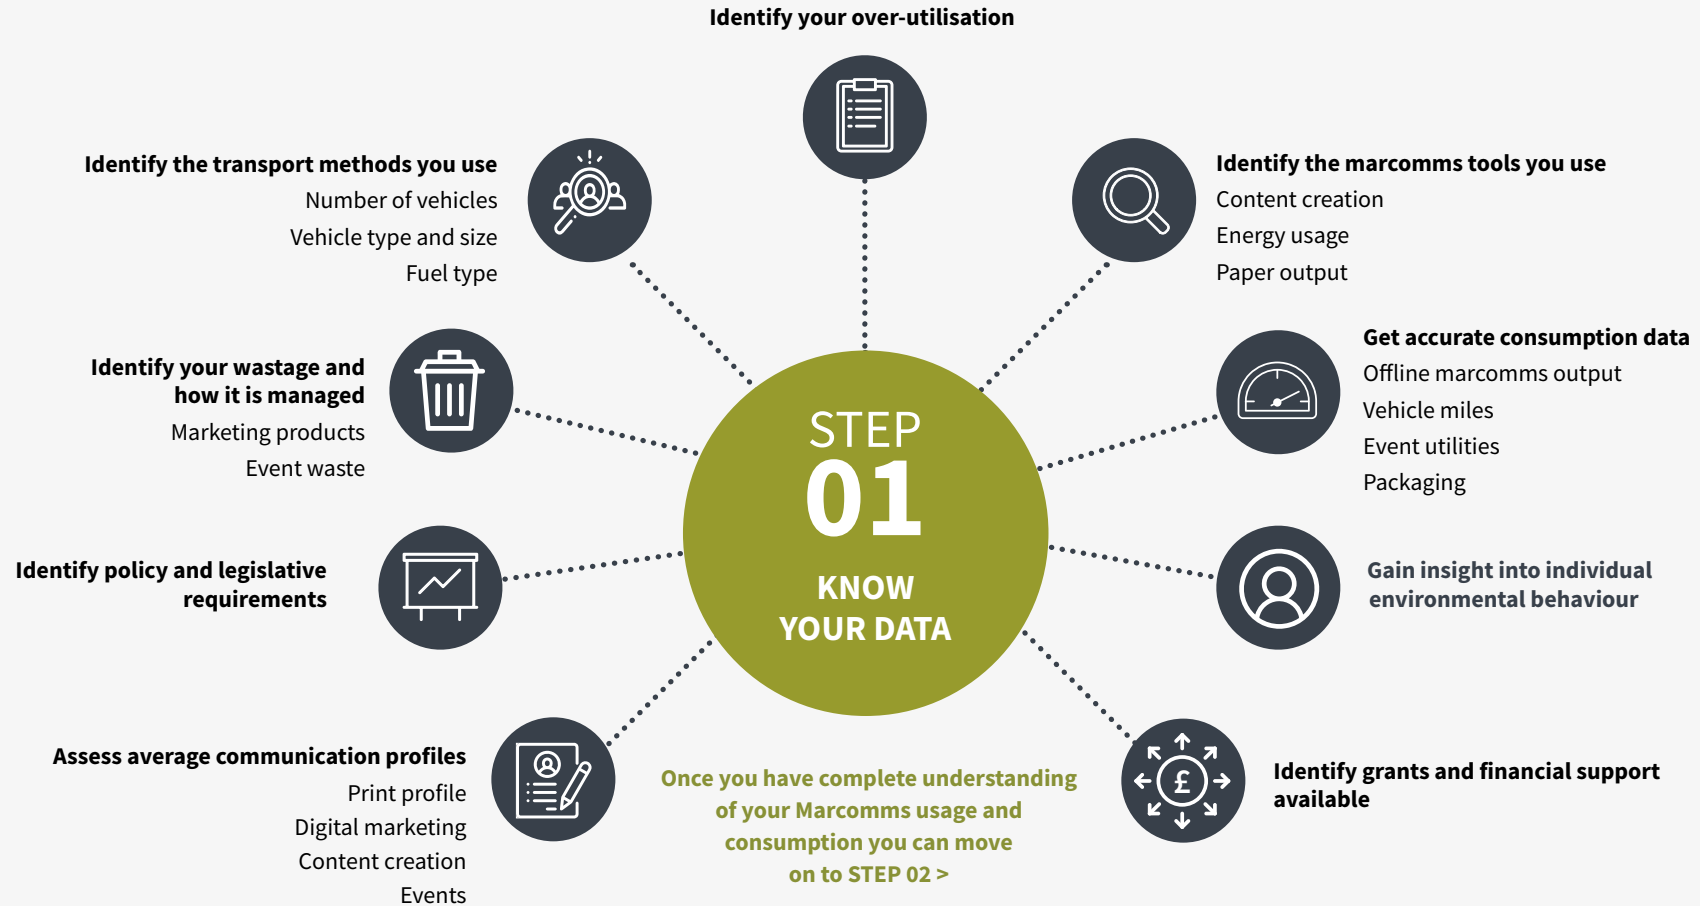 Identify your over-utilisation
Identify the transport methods you use
Number of vehicles
Vehicle type and size
Fuel type
Identify the marcomms tools you use
Content creation
Energy usage
Paper output
Identify your wastage and
how it is managed
Marketing products
Event waste
Get accurate consumption data
Offline marcomms output
Vehicle miles
Event utilities
Packaging
STEP
01
KNOW
YOUR DATA
Identify policy and legislative
requirements
Gain insight into individual
environmental behaviour
Assess average communication profiles
Print profile
Digital marketing
Content creation
Events
Once you have complete understanding
of your Marcomms usage and
consumption you can move
on to STEP 02 >
£
Identify grants and financial support
available